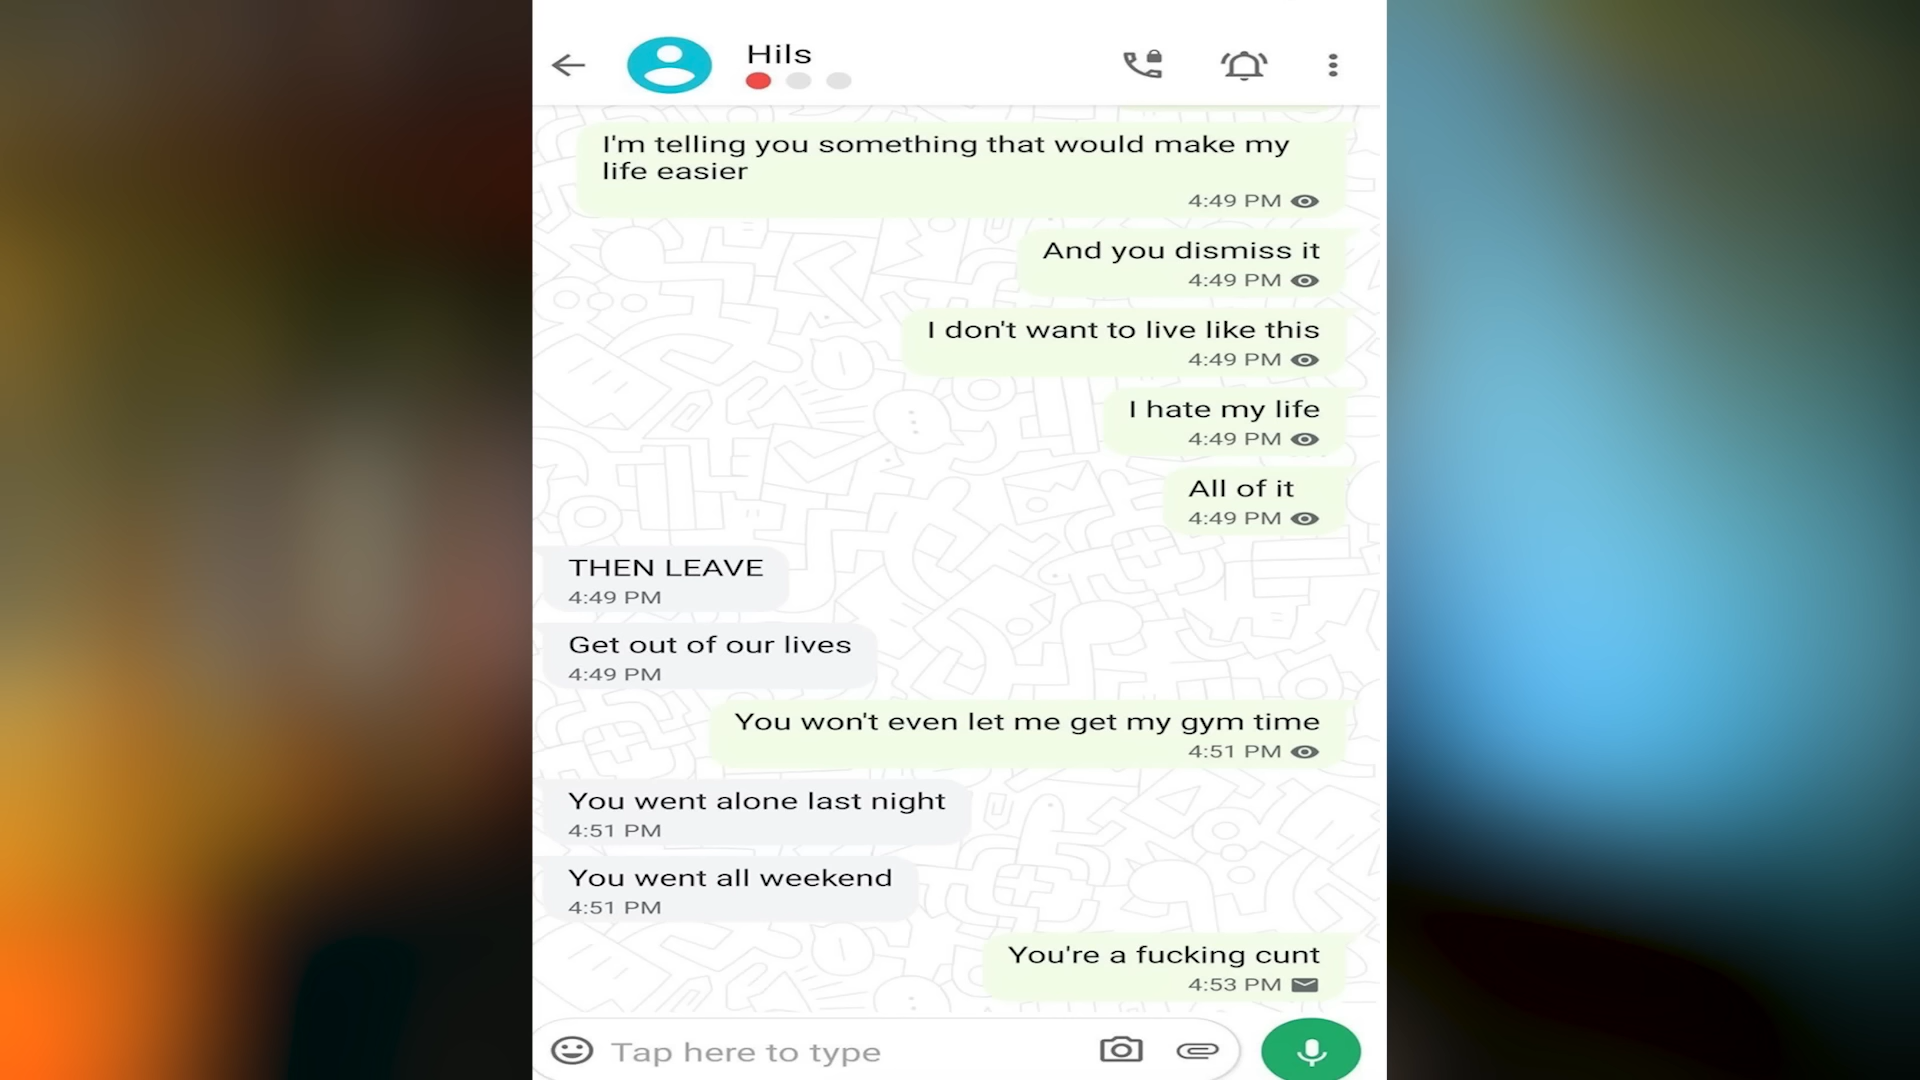 Hils
I'm telling you something that would make my
life easier
4:49 PM
And you dismiss it
4:49 PM
I don't want to live like this
4:49 PM
I hate my life
4:49 PM
All of it
4:49 PM
THEN LEAVE
4:49 PM
Get out of our lives
4:49 PM
You won't even let me get my gym time
4:51 PM
You went alone last night
4:51 PM
You went all weekend
4:51 PM
You're a fucking cunt
4:53 PM
Tap here to type